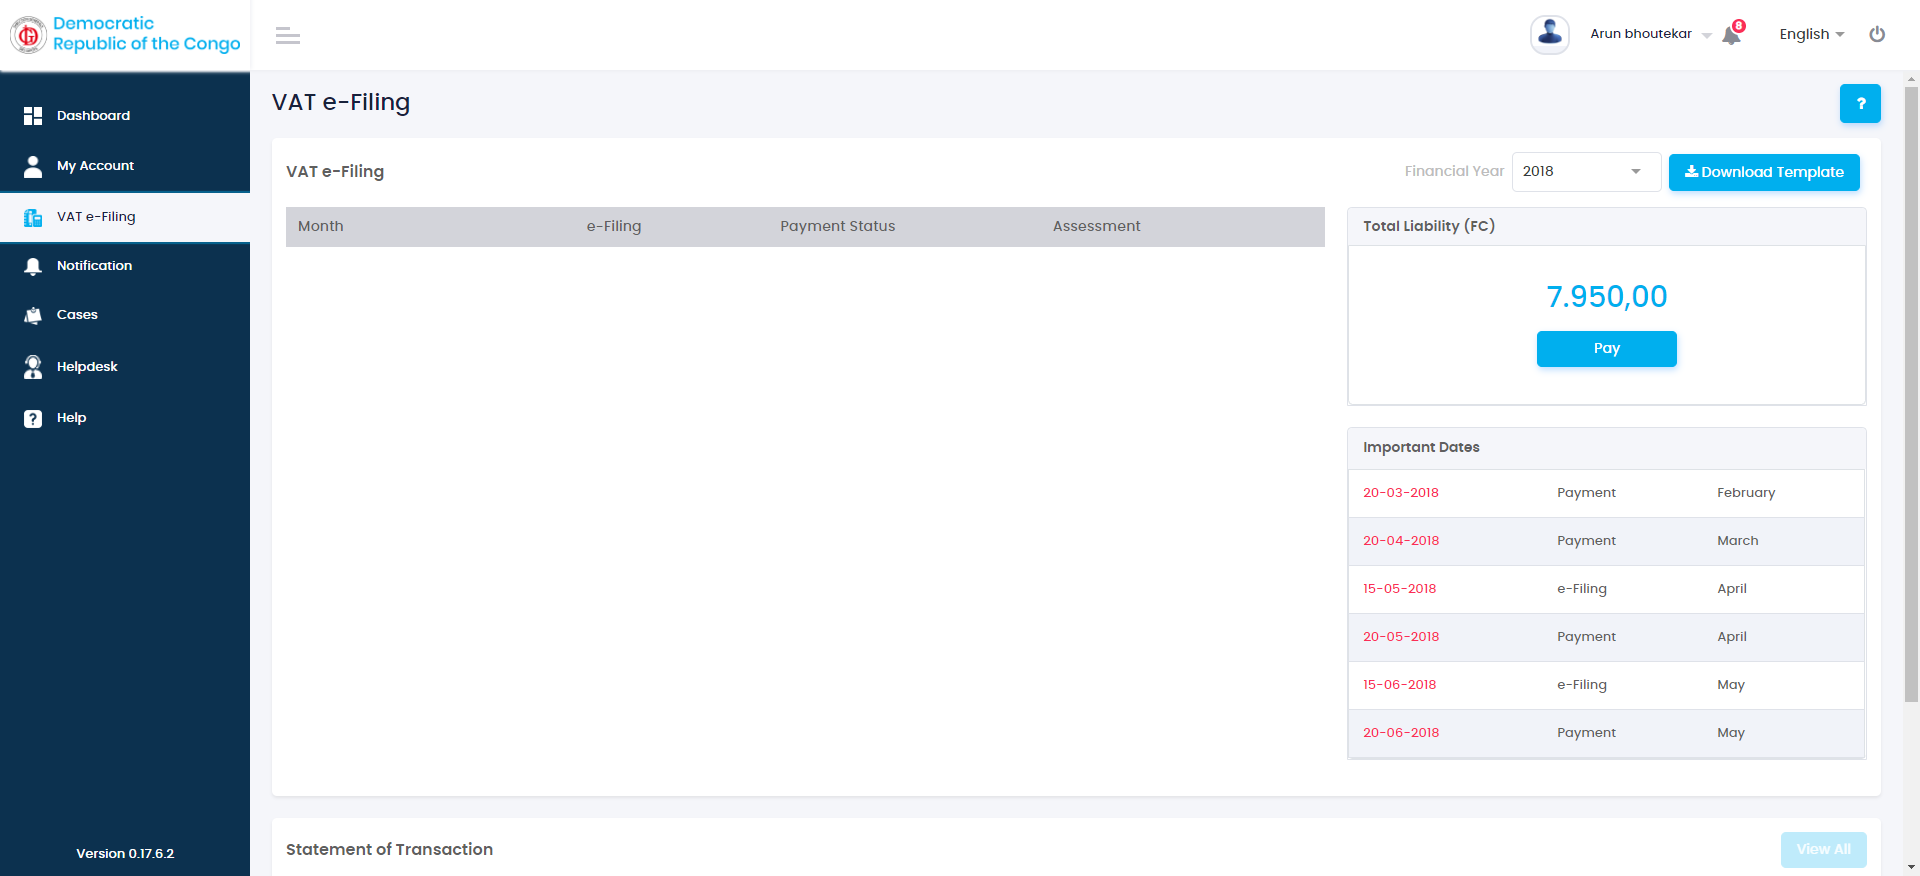 Democratic
Republic of the Congo
Arun bhoutekar
8
English
Dashboard
My Account
VAT e-Filing
Notification
Cases
Helpdesk
? Help
Version 0.17.6.2
VAT e-Filing
?
VAT e-Filing
Financial Year 2018 Download Template
Month e-Filing Payment Status Assessment
Total Liability (FC)
7.950,00
Pay
Important Dates
20-03-2018 Payment February
20-04-2018 Payment March
15-05-2018 e-Filing April
20-05-2018 Payment April
15-06-2018 e-Filing May
20-06-2018 Payment May
Statement of Transaction
View All